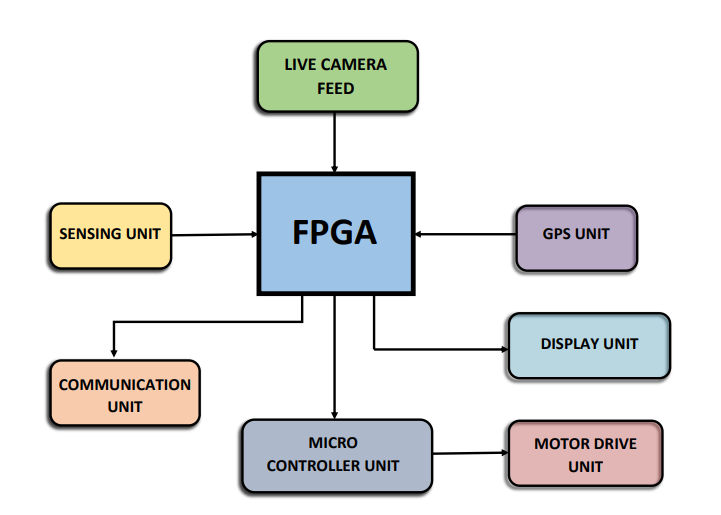 LIVE CAMERA
FEED
SENSING UNIT
FPGA
GPS UNIT
DISPLAY UNIT
COMMUNICATION
UNIT
MICRO
CONTROLLER UNIT
MOTOR DRIVE
UNIT